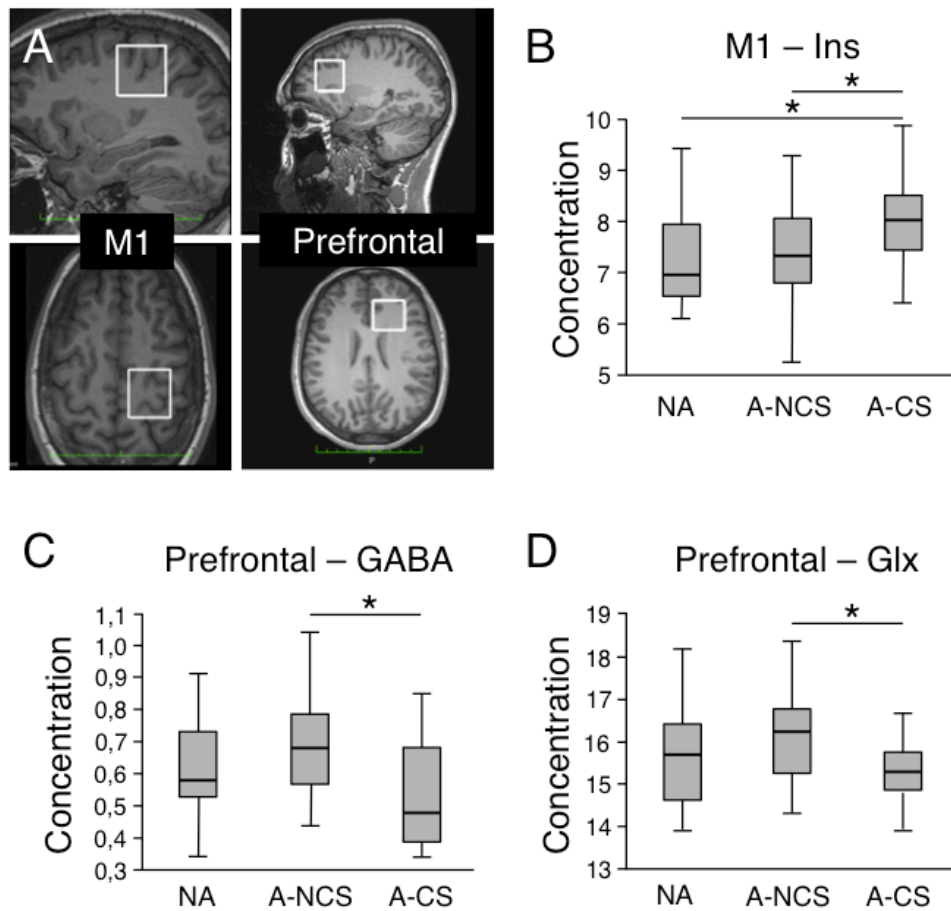 A
M1
Prefrontal
P
B
M1 – Ins
*
*
Concentration
10
9
8
7
6
5
NA A-NCS A-CS
C
Prefrontal – GABA
*
Concentration
1,1
1,0
0,9
0,8
0,7
0,6
0,5
0,4
0,3
NA A-NCS A-CS
D
Prefrontal – Glx
*
Concentration
19
18
17
16
15
14
13
NA A-NCS A-CS